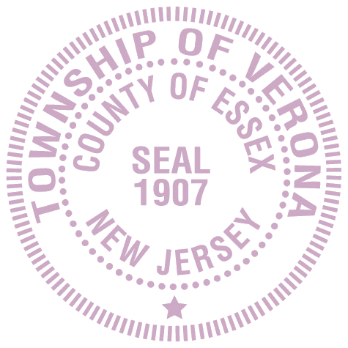 TOWNSHIP OF VERONA
COUNTY OF ESSEX
SEAL
1907
NEW JERSEY